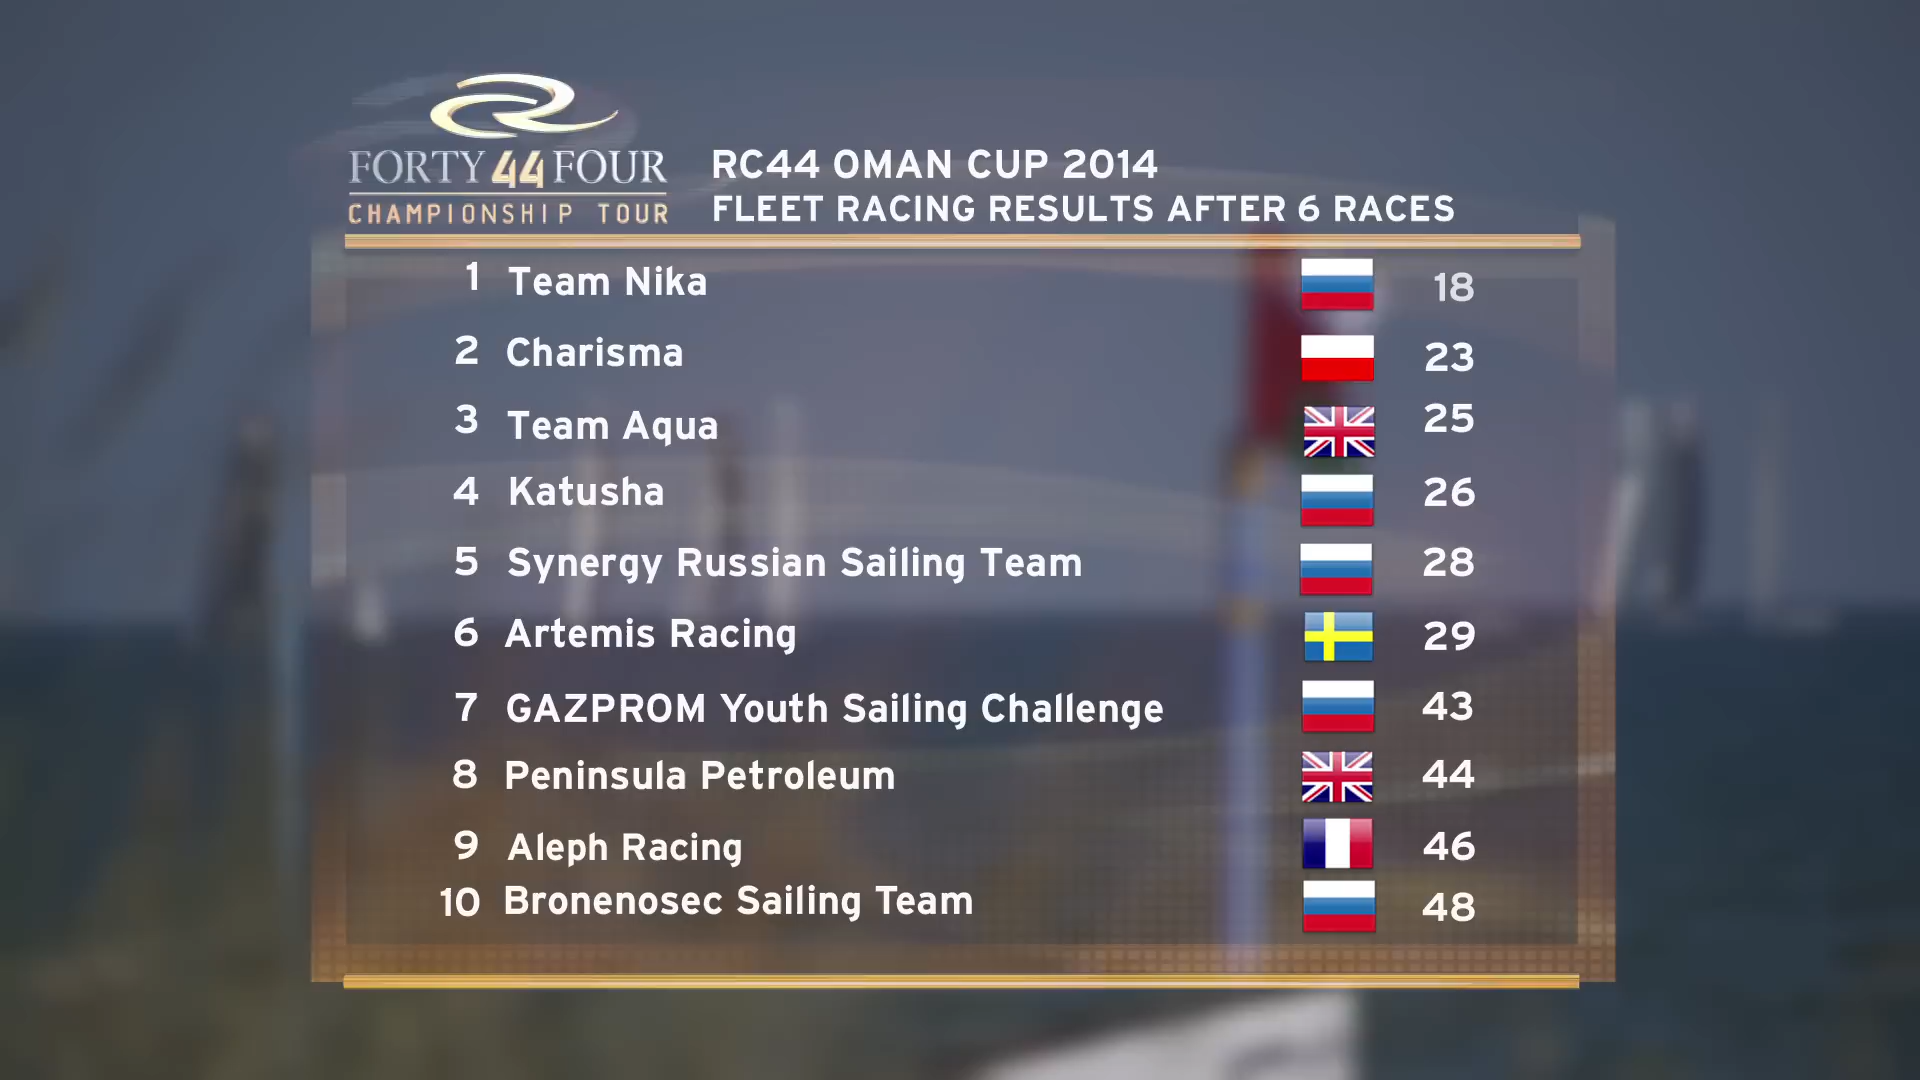 FORTY 44 FOUR
CHAMPIONSHIP TOUR
RC44 OMAN CUP 2014
FLEET RACING RESULTS AFTER 6 RACES
1 Team Nika 18
2 Charisma 23
3 Team Aqua 25
4 Katusha 26
5 Synergy Russian Sailing Team 28
6 Artemis Racing 29
7 GAZPROM Youth Sailing Challenge 43
8 Peninsula Petroleum 44
9 Aleph Racing 46
10 Bronenosec Sailing Team 48